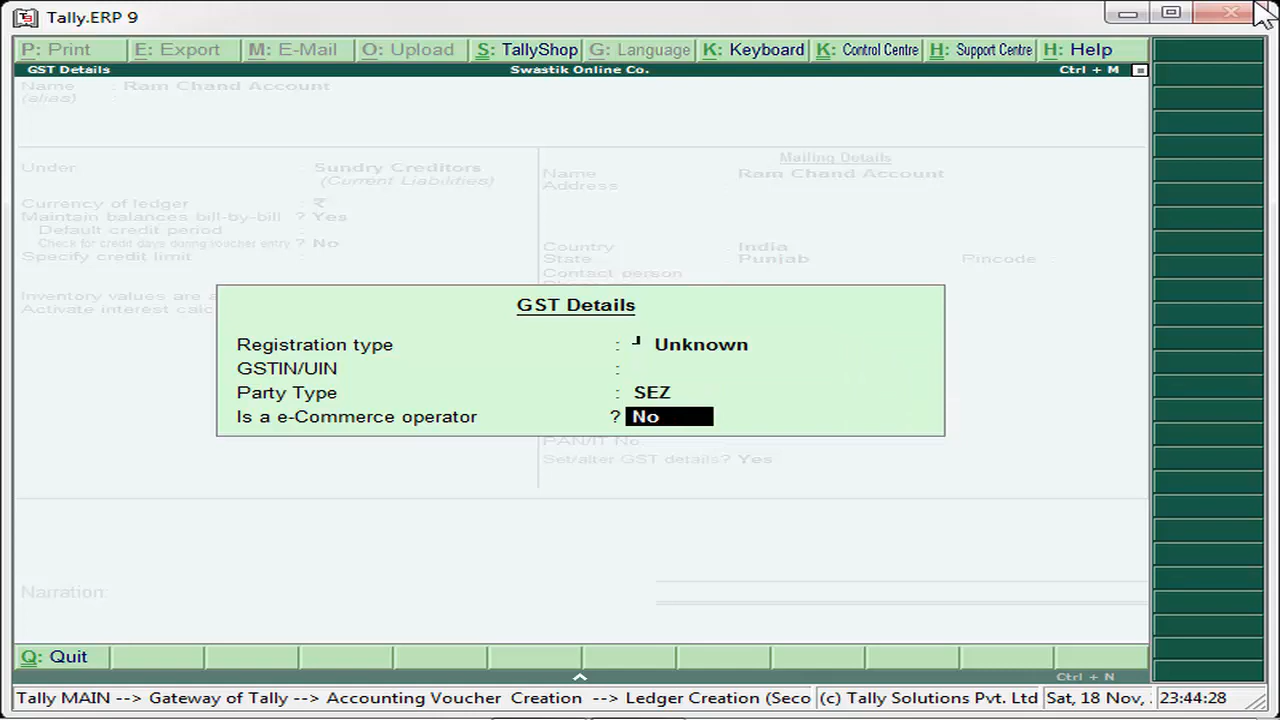 Tally.ERP 9
P: Print E: Export M: E-Mail O: Upload S: TallyShop G: Language K: Keyboard K: Control Centre H: Support Centre H: Help
GST Details Swastik Online Co. Ctrl + M
Name : Ram Chand Account
(alias) :
Mailing Details
Under : Sundry Creditors
(Current Liabilities)
Name : Ram Chand Account
Address :
Currency of ledger : ₹
Maintain balances bill-by-bill ? Yes
Default credit period :
Check for credit days during voucher entry ? No
Specify credit limit :
Country : India
State : Punjab Pincode :
Contact person
Inventory values are a
Activate interest calc
GST Details
Registration type : ┘ Unknown
GSTIN/UIN :
Party Type : SEZ
Is a e-Commerce operator ? No
PAN/IT No.
Set/alter GST details? Yes
Narration:
Q: Quit
Ctrl + N
Tally MAIN --> Gateway of Tally --> Accounting Voucher Creation --> Ledger Creation (Seco (c) Tally Solutions Pvt. Ltd Sat, 18 Nov, 23:44:28